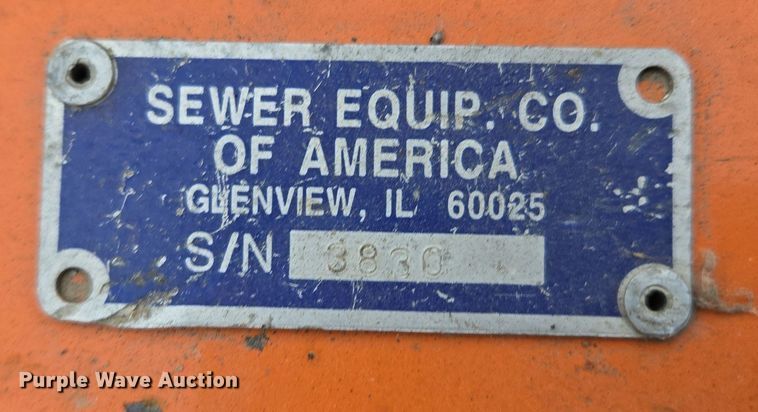 SEWER EQUIP. CO.
OF AMERICA
GLENVIEW, IL 60025
S/N 3830
Purple Wave Auction